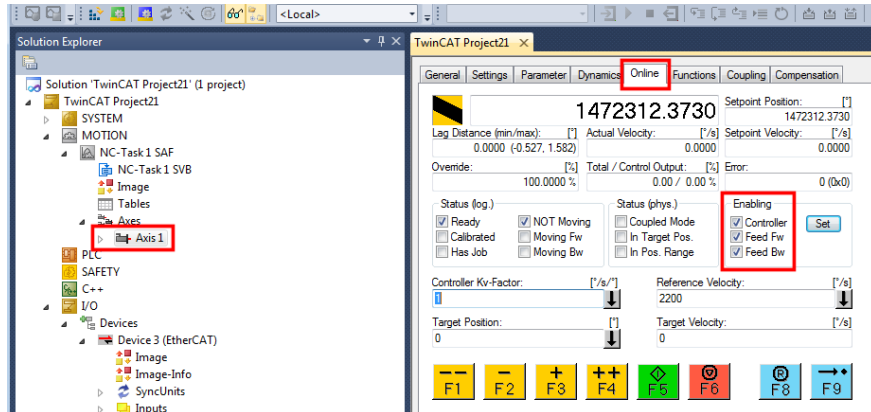 <Local>
Solution Explorer
Solution 'TwinCAT Project21' (1 project)
TwinCAT Project21
SYSTEM
MOTION
NC-Task 1 SAF
NC-Task 1 SVB
Image
Tables
Axes
Axis 1
PLC
SAFETY
C++
I/O
Devices
Device 3 (EtherCAT)
Image
Image-Info
SyncUnits
Inputs
TwinCAT Project21
General Settings Parameter Dynamics Online Functions Coupling Compensation
1472312.3730
Setpoint Position: [°]
1472312.3730
Lag Distance (min/max): [°] Actual Velocity: [°/s] Setpoint Velocity: [°/s]
0.0000 (-0.527, 1.582) 0.0000 0.0000
Override: [%] Total / Control Output: [%] Error:
100.0000 % 0.00 / 0.00 % 0 (0x0)
Status (log.) Status (phys.) Enabling
Ready NOT Moving Coupled Mode Controller Set
Calibrated Moving Fw In Target Pos. Feed Fw
Has Job Moving Bw In Pos. Range Feed Bw
Controller Kv-Factor: [°/s/°] Reference Velocity: [°/s]
1 2200
Target Position: [°] Target Velocity: [°/s]
0 0
-- - + ++ R
F1 F2 F3 F4 F5 F6 F8 F9